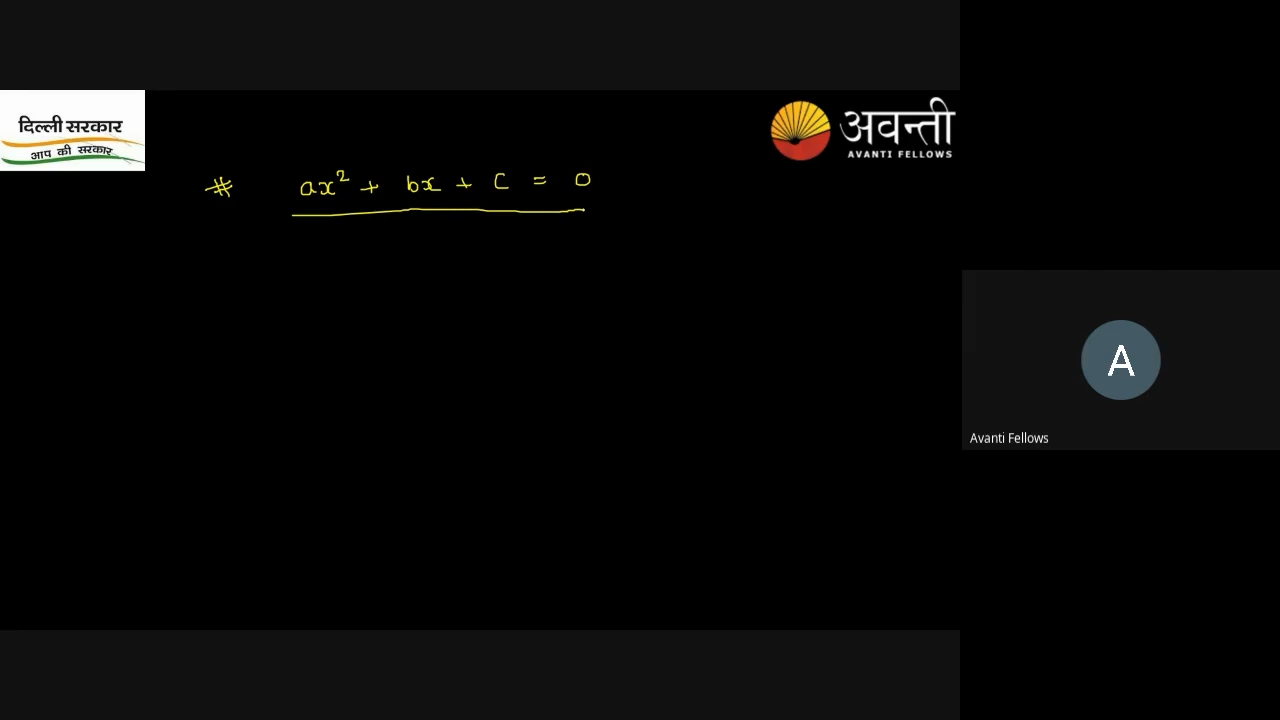 दिल्ली सरकार
आप की सरकार
अवन्ती
AVANTI FELLOWS
# ax² + bx + c = 0
A
Avanti Fellows